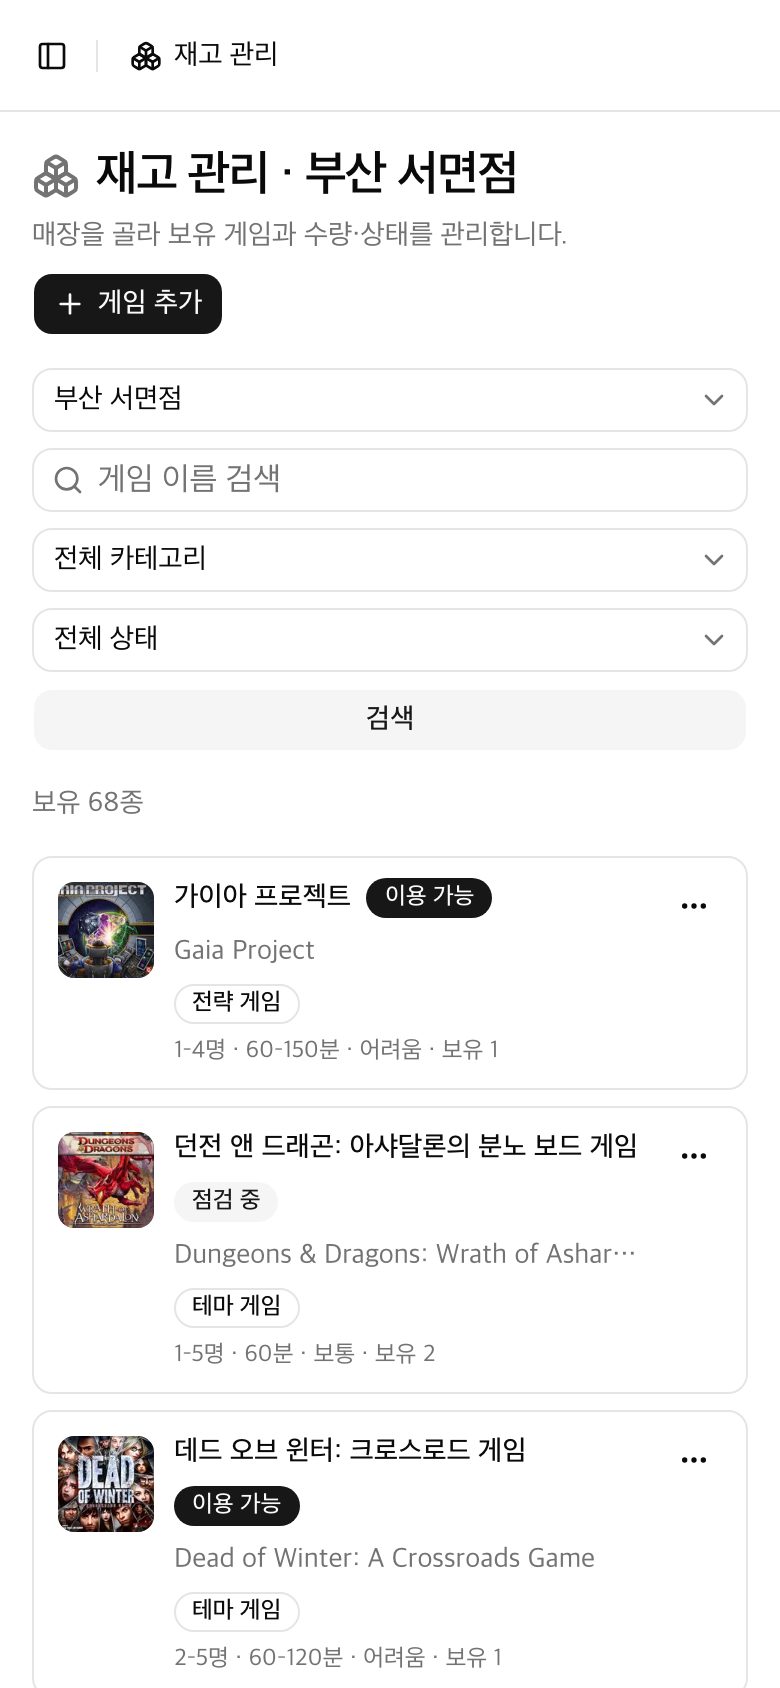 재고 관리
재고 관리 · 부산 서면점
매장을 골라 보유 게임과 수량·상태를 관리합니다.
게임 추가
부산 서면점
게임 이름 검색
전체 카테고리
전체 상태
검색
보유 68종
가이아 프로젝트 이용 가능
Gaia Project
전략 게임
1-4명 · 60-150분 · 어려움 · 보유 1
DUNGEONS & DRAGONS
WRATH OF ASHARDALON
던전 앤 드래곤: 아샤달론의 분노 보드 게임
점검 중
Dungeons & Dragons: Wrath of Ashar…
테마 게임
1-5명 · 60분 · 보통 · 보유 2
DEAD OF WINTER
데드 오브 윈터: 크로스로드 게임
이용 가능
Dead of Winter: A Crossroads Game
테마 게임
2-5명 · 60-120분 · 어려움 · 보유 1